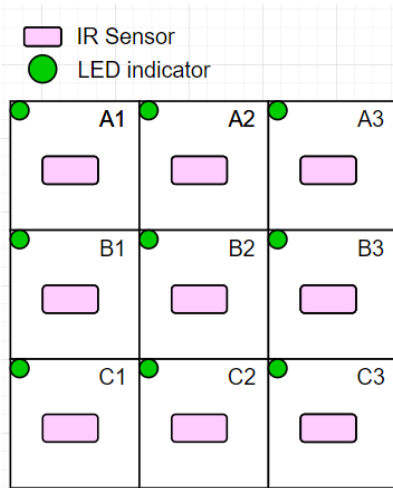 IR Sensor
LED indicator
A1 A2 A3
B1 B2 B3
C1 C2 C3